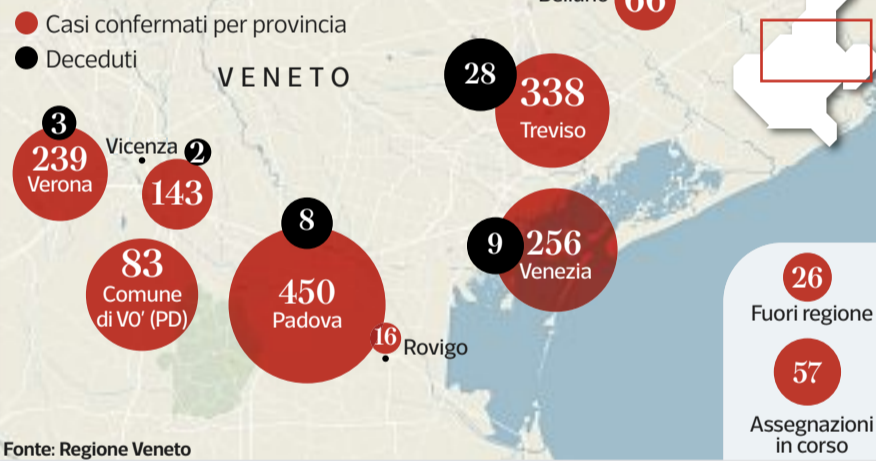 66
Casi confermati per provincia
Deceduti
VENETO
28
338
Treviso
3
239
Verona
Vicenza
2
143
8
450
Padova
9
256
Venezia
83
Comune
di VO' (PD)
16
Rovigo
26
Fuori regione
57
Assegnazioni
in corso
Fonte: Regione Veneto